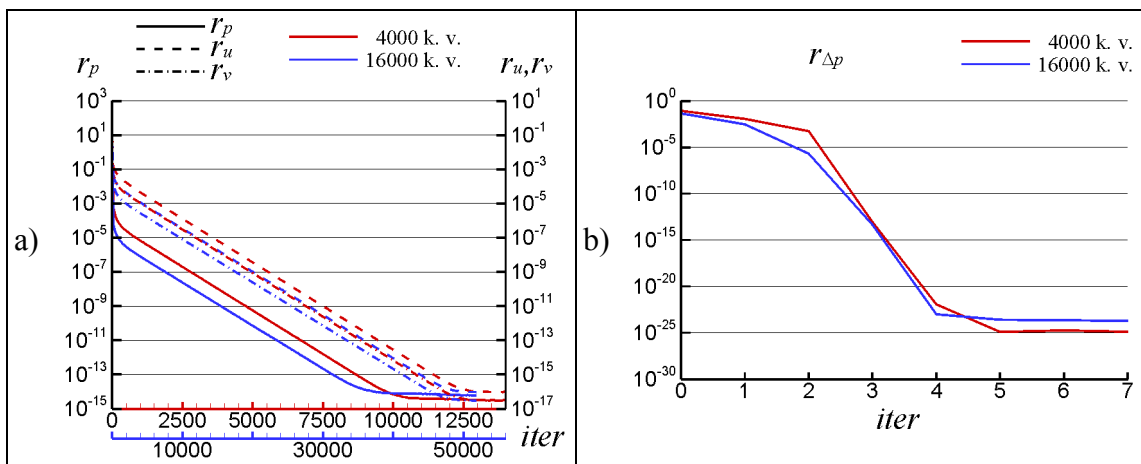 a)
r_p
r_u
r_v
4000 k. v.
16000 k. v.
r_p
r_u,r_v
10^3
10^1
10^-1
10^-3
10^-5
10^-7
10^-9
10^-11
10^-13
10^-15
10^1
10^-1
10^-3
10^-5
10^-7
10^-9
10^-11
10^-13
10^-15
10^-17
0 2500 5000 7500 10000
10000 30000 50000
iter
b)
r_Δp
4000 k. v.
16000 k. v.
10^0
10^-5
10^-10
10^-15
10^-20
10^-25
10^-30
0 1 2 3 4 5 6 7
iter